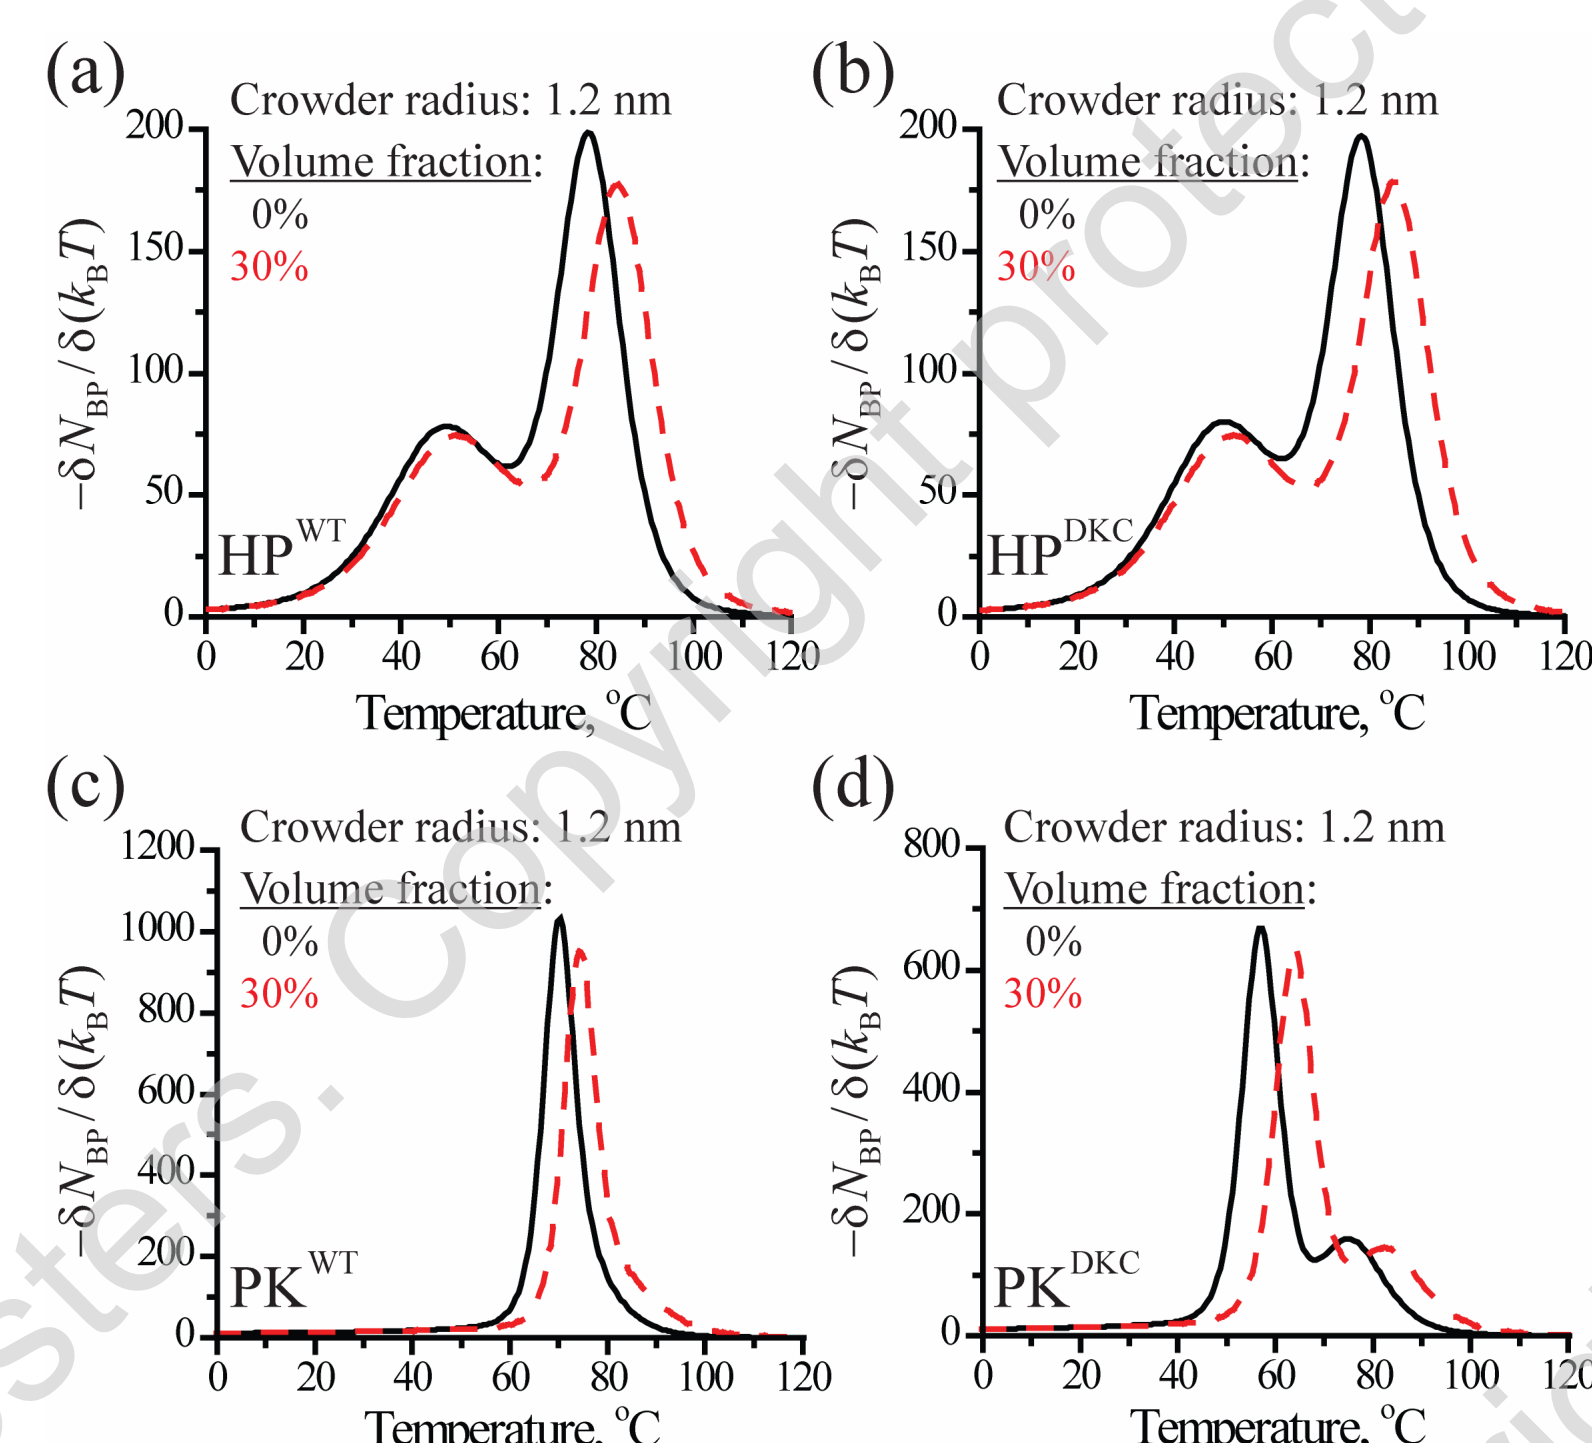 (a)
Crowder radius: 1.2 nm
Volume fraction:
0%
30%
−δN_BP / δ(k_BT)
200
150
100
50
0
HP^WT
0 20 40 60 80 100 120
Temperature, °C
(b)
Crowder radius: 1.2 nm
Volume fraction:
0%
30%
−δN_BP / δ(k_BT)
200
150
100
50
0
HP^DKC
0 20 40 60 80 100 120
Temperature, °C
(c)
Crowder radius: 1.2 nm
Volume fraction:
0%
30%
−δN_BP / δ(k_BT)
1200
1000
800
600
400
200
0
PK^WT
0 20 40 60 80 100 120
Temperature, °C
(d)
Crowder radius: 1.2 nm
Volume fraction:
0%
30%
−δN_BP / δ(k_BT)
800
600
400
200
0
PK^DKC
0 20 40 60 80 100 120
Temperature, °C
sters. Copyright protect